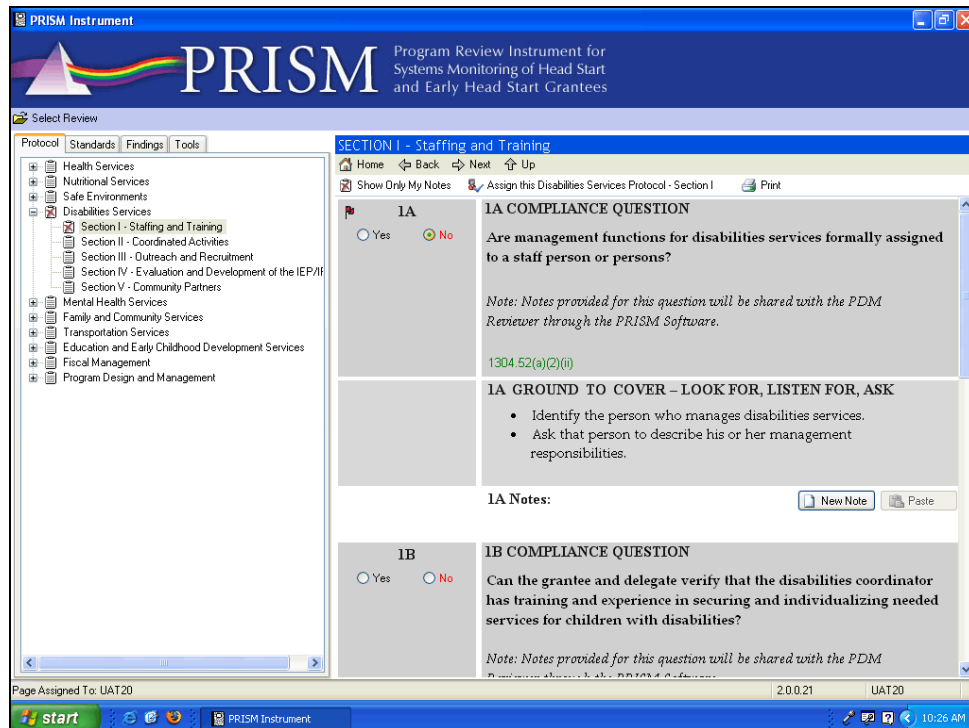 PRISM Instrument
PRISM
Program Review Instrument for
Systems Monitoring of Head Start
and Early Head Start Grantees
Select Review
Protocol Standards Findings Tools
Health Services
Nutritional Services
Safe Environments
Disabilities Services
Section I - Staffing and Training
Section II - Coordinated Activities
Section III - Outreach and Recruitment
Section IV - Evaluation and Development of the IEP/IF
Section V - Community Partners
Mental Health Services
Family and Community Services
Transportation Services
Education and Early Childhood Development Services
Fiscal Management
Program Design and Management
SECTION I - Staffing and Training
Home Back Next Up
Show Only My Notes Assign this Disabilities Services Protocol - Section I Print
1A
Yes No
1A COMPLIANCE QUESTION
Are management functions for disabilities services formally assigned
to a staff person or persons?
Note: Notes provided for this question will be shared with the PDM
Reviewer through the PRISM Software.
1304.52(a)(2)(ii)
1A GROUND TO COVER – LOOK FOR, LISTEN FOR, ASK
• Identify the person who manages disabilities services.
• Ask that person to describe his or her management
responsibilities.
1A Notes:
New Note Paste
1B
Yes No
1B COMPLIANCE QUESTION
Can the grantee and delegate verify that the disabilities coordinator
has training and experience in securing and individualizing needed
services for children with disabilities?
Note: Notes provided for this question will be shared with the PDM
Reviewer through the PRISM Software.
Page Assigned To: UAT20
2.0.0.21 UAT20
start PRISM Instrument 10:26 AM